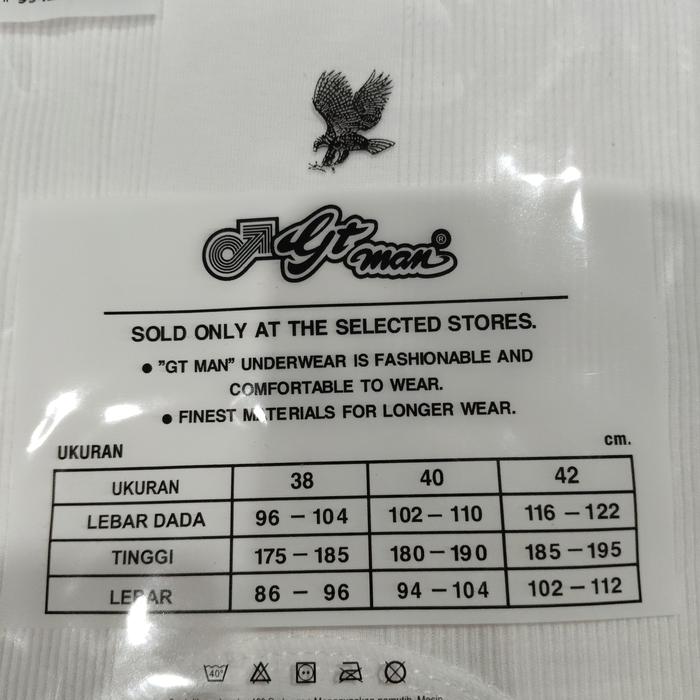 Gt man ®
SOLD ONLY AT THE SELECTED STORES.
● "GT MAN" UNDERWEAR IS FASHIONABLE AND
COMFORTABLE TO WEAR.
● FINEST MATERIALS FOR LONGER WEAR.
UKURAN cm.
UKURAN 38 40 42
LEBAR DADA 96 – 104 102 – 110 116 – 122
TINGGI 175 – 185 180 – 190 185 – 195
LEBAR 86 – 96 94 – 104 102 – 112
40°